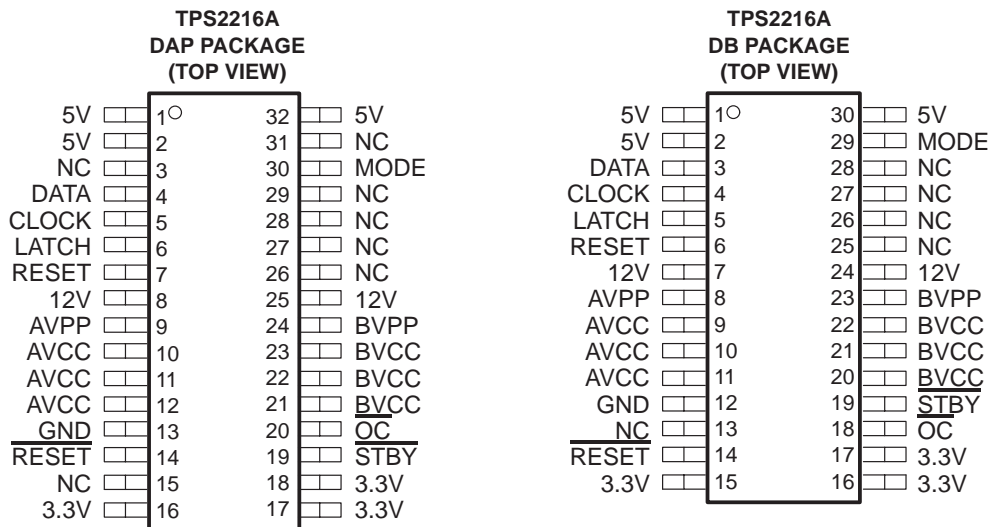 TPS2216A
DAP PACKAGE
(TOP VIEW)
5V 1 32 5V
5V 2 31 NC
NC 3 30 MODE
DATA 4 29 NC
CLOCK 5 28 NC
LATCH 6 27 NC
RESET 7 26 NC
12V 8 25 12V
AVPP 9 24 BVPP
AVCC 10 23 BVCC
AVCC 11 22 BVCC
AVCC 12 21 BVCC
GND 13 20 OC
RESET 14 19 STBY
NC 15 18 3.3V
3.3V 16 17 3.3V
TPS2216A
DB PACKAGE
(TOP VIEW)
5V 1 30 5V
5V 2 29 MODE
DATA 3 28 NC
CLOCK 4 27 NC
LATCH 5 26 NC
RESET 6 25 NC
12V 7 24 12V
AVPP 8 23 BVPP
AVCC 9 22 BVCC
AVCC 10 21 BVCC
AVCC 11 20 BVCC
GND 12 19 STBY
NC 13 18 OC
RESET 14 17 3.3V
3.3V 15 16 3.3V